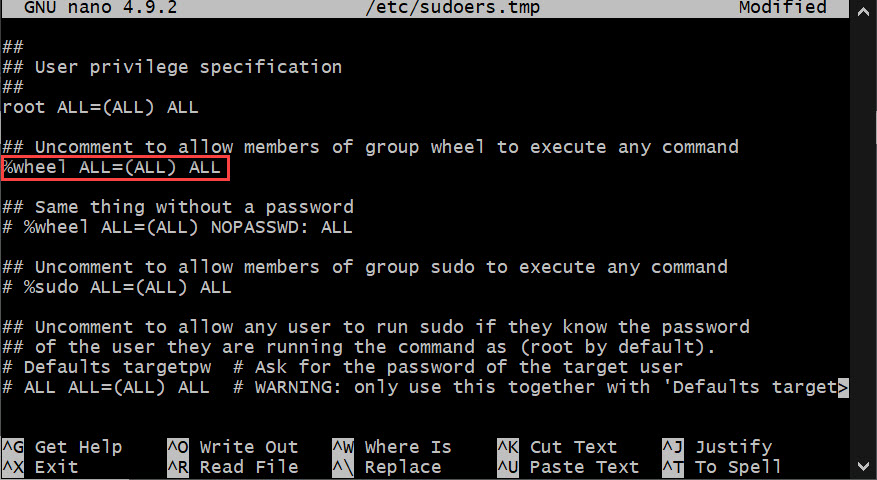 GNU nano 4.9.2 /etc/sudoers.tmp Modified
##
## User privilege specification
##
root ALL=(ALL) ALL
## Uncomment to allow members of group wheel to execute any command
%wheel ALL=(ALL) ALL
## Same thing without a password
# %wheel ALL=(ALL) NOPASSWD: ALL
## Uncomment to allow members of group sudo to execute any command
# %sudo ALL=(ALL) ALL
## Uncomment to allow any user to run sudo if they know the password
## of the user they are running the command as (root by default).
# Defaults targetpw # Ask for the password of the target user
# ALL ALL=(ALL) ALL # WARNING: only use this together with 'Defaults target>
^G Get Help ^O Write Out ^W Where Is ^K Cut Text ^J Justify
^X Exit ^R Read File ^\ Replace ^U Paste Text ^T To Spell